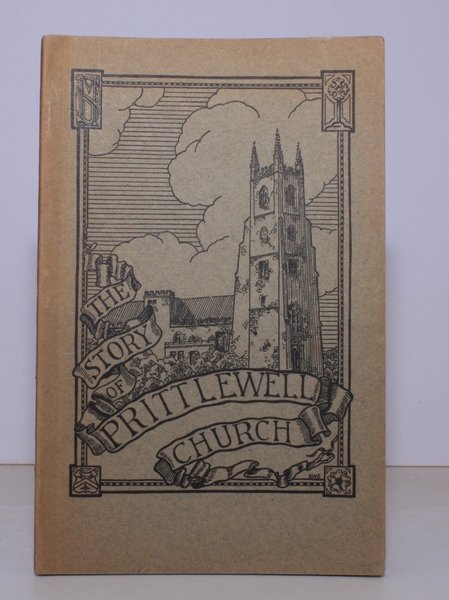 THE
STORY
OF
PRITTLEWELL
CHURCH